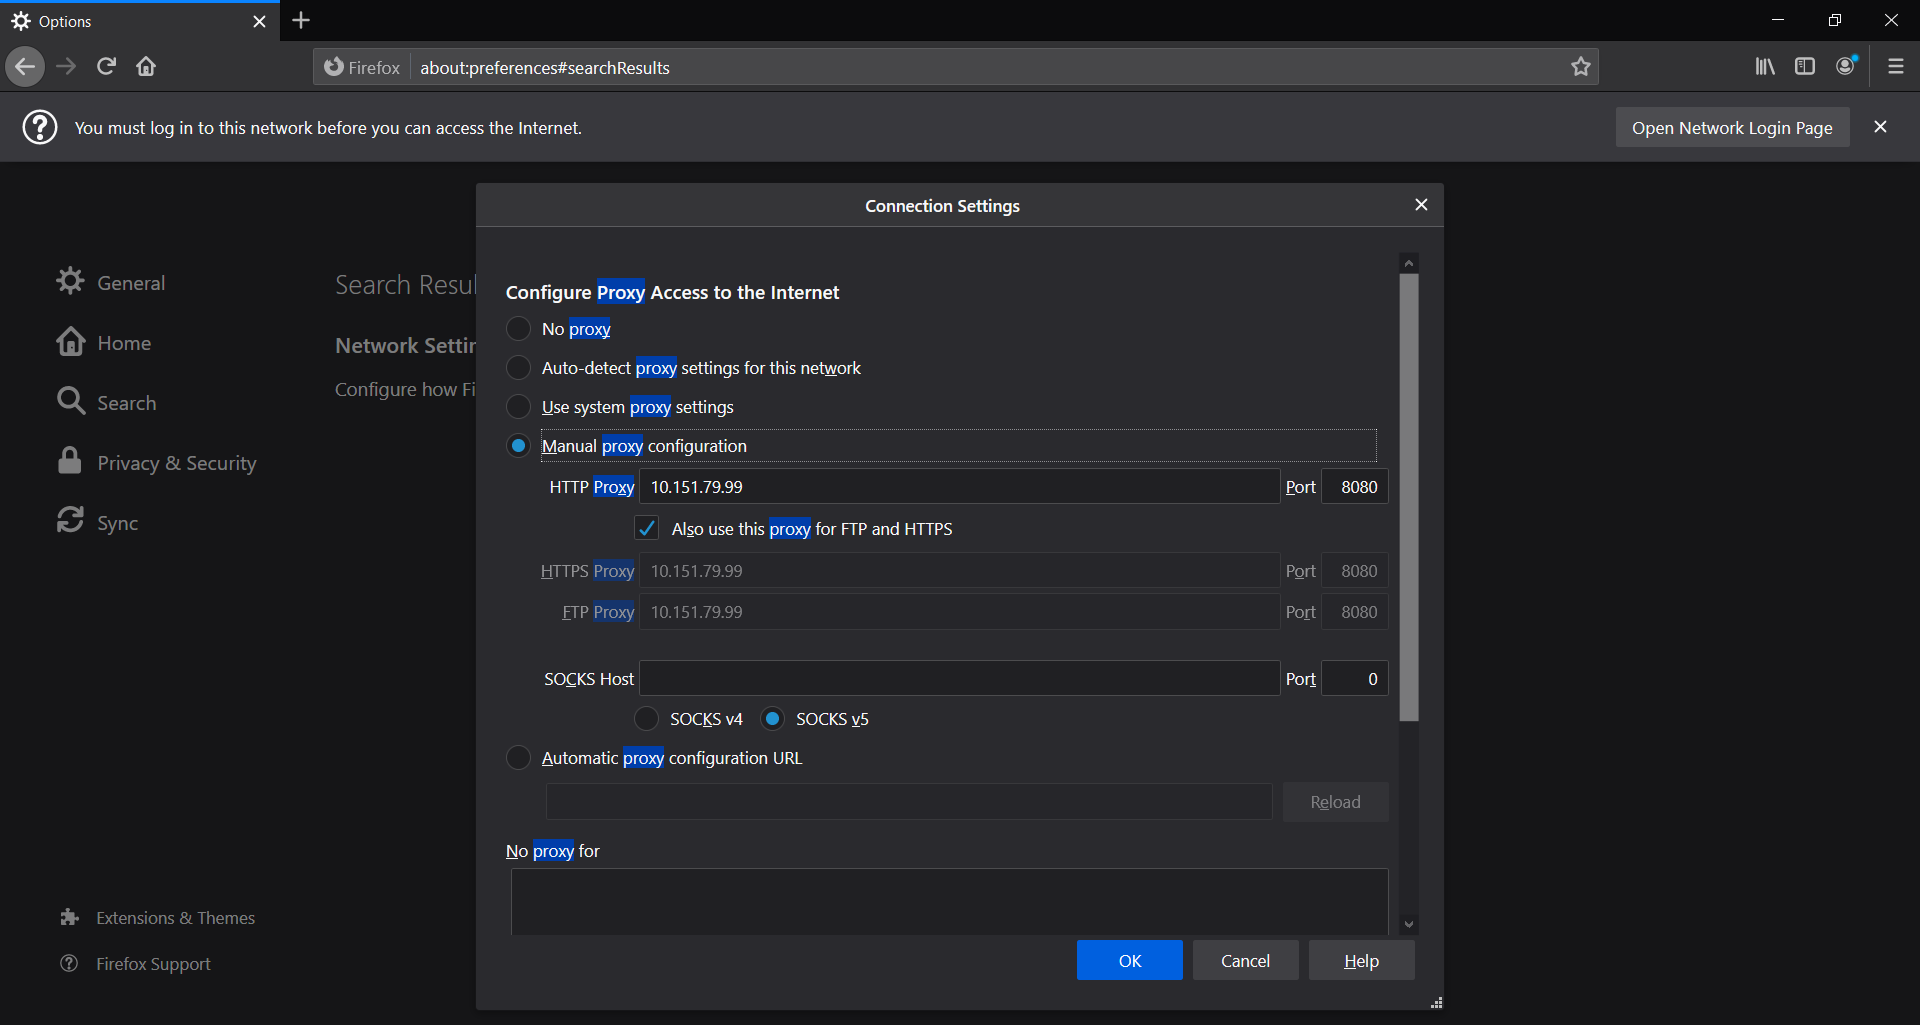 Options
Firefox
about:preferences#searchResults
You must log in to this network before you can access the Internet.
Open Network Login Page
Connection Settings
General
Home
Search
Privacy & Security
Sync
Extensions & Themes
Firefox Support
Search Resul
Network Settin
Configure how Fi
Configure Proxy Access to the Internet
No proxy
Auto-detect proxy settings for this network
Use system proxy settings
Manual proxy configuration
HTTP Proxy 10.151.79.99 Port 8080
Also use this proxy for FTP and HTTPS
HTTPS Proxy 10.151.79.99 Port 8080
FTP Proxy 10.151.79.99 Port 8080
SOCKS Host Port 0
SOCKS v4 SOCKS v5
Automatic proxy configuration URL
Reload
No proxy for
OK Cancel Help